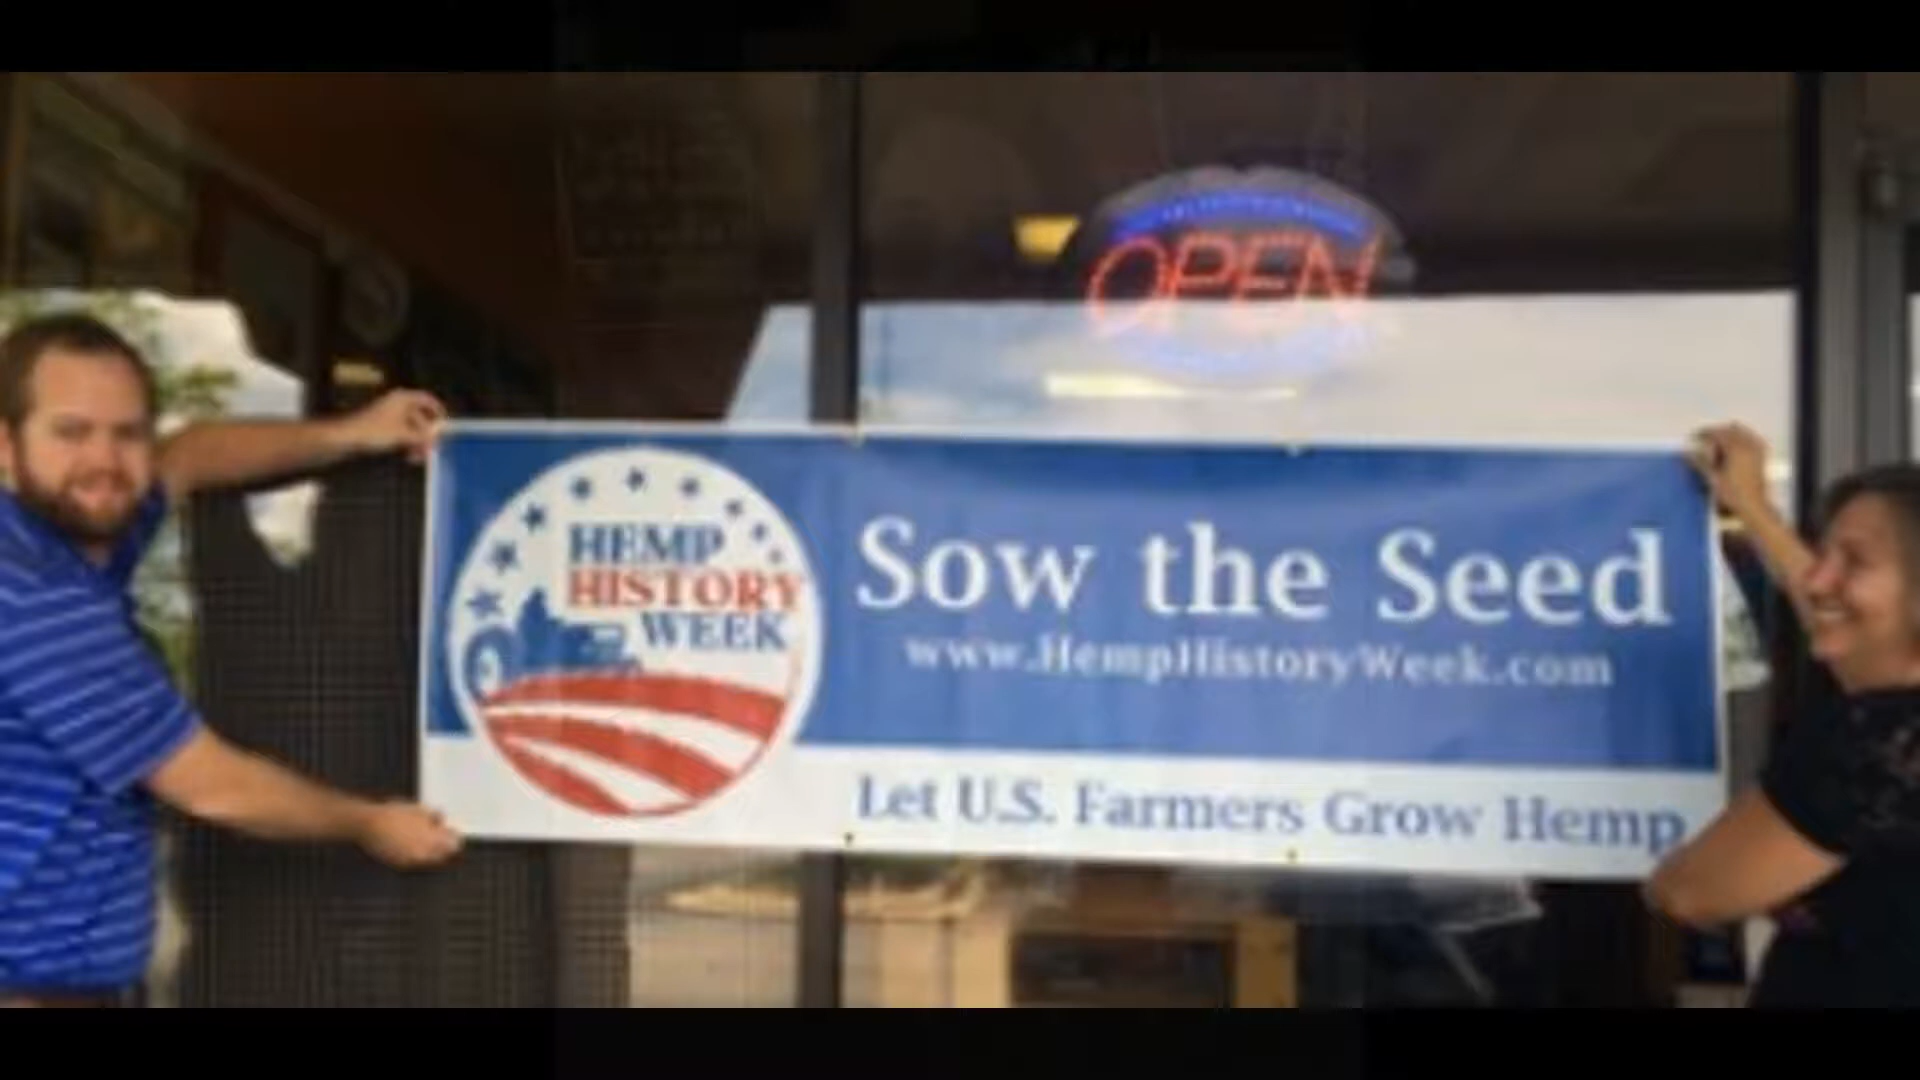 OPEN
HEMP
HISTORY
WEEK
Sow the Seed
www.HempHistoryWeek.com
Let U.S. Farmers Grow Hemp